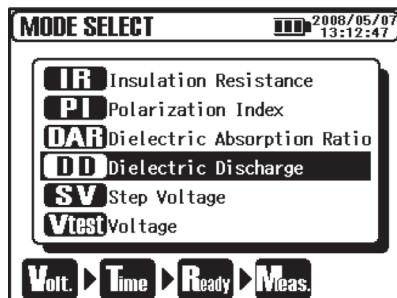 MODE SELECT 2008/05/07
13:12:47
IR Insulation Resistance
PI Polarization Index
DAR Dielectric Absorption Ratio
DD Dielectric Discharge
SV Step Voltage
Vtest Voltage
Volt. Time Ready Meas.